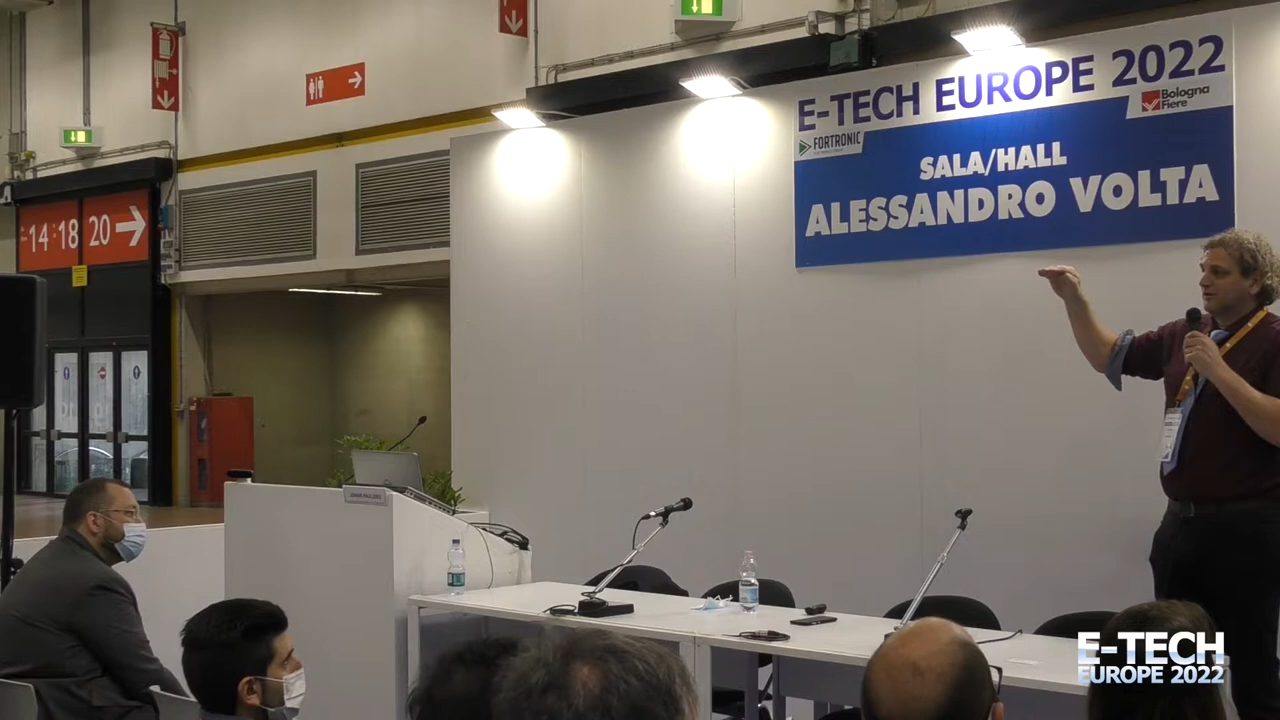 E-TECH EUROPE 2022
FORTRONIC
Bologna
Fiere
SALA/HALL
ALESSANDRO VOLTA
14
18
20
E-TECH
EUROPE 2022